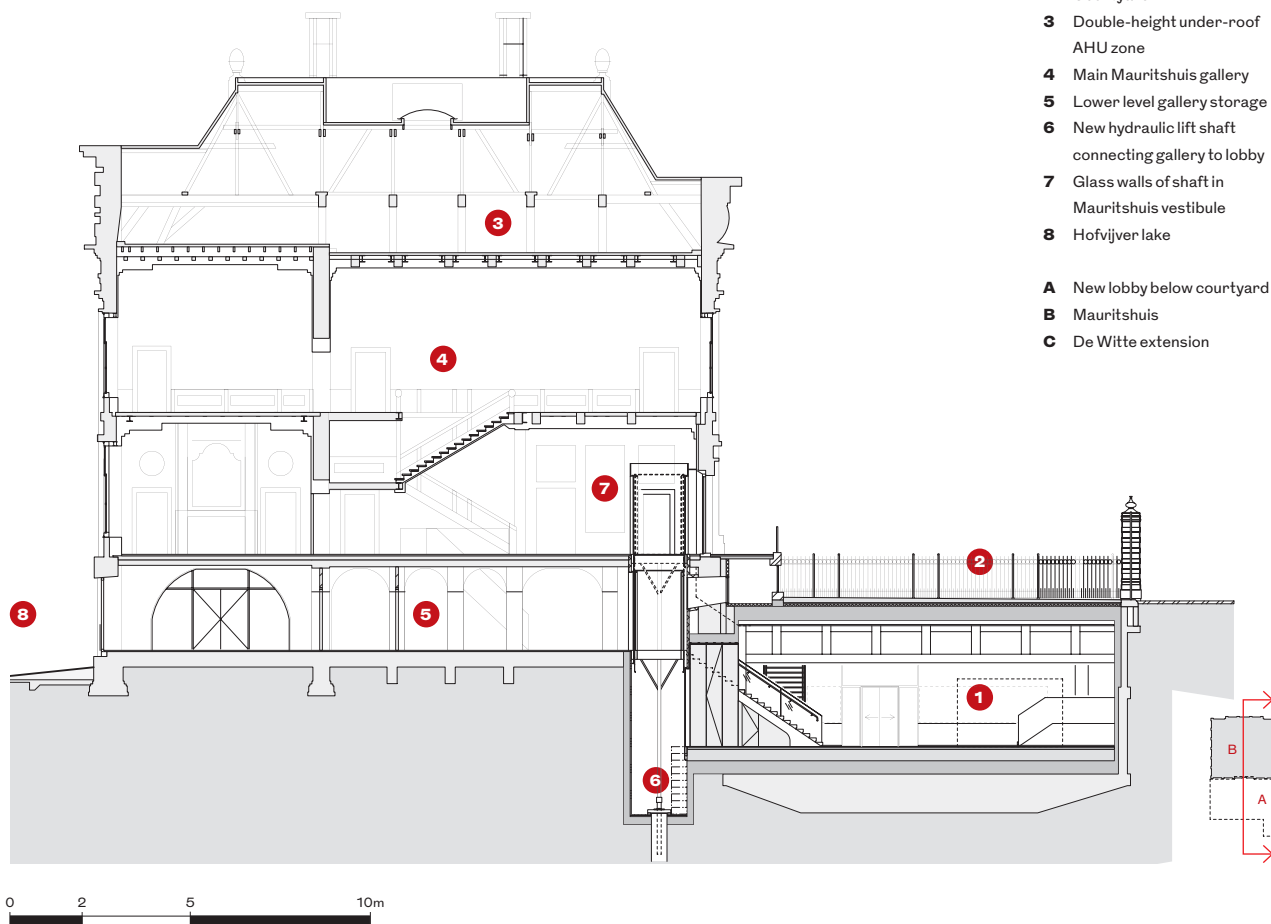 3 Double-height under-roof
AHU zone
4 Main Mauritshuis gallery
5 Lower level gallery storage
6 New hydraulic lift shaft
connecting gallery to lobby
7 Glass walls of shaft in
Mauritshuis vestibule
8 Hofvijver lake
A New lobby below courtyard
B Mauritshuis
C De Witte extension
3
4
7
2
8
5
1
6
B
A
0 2 5 10m